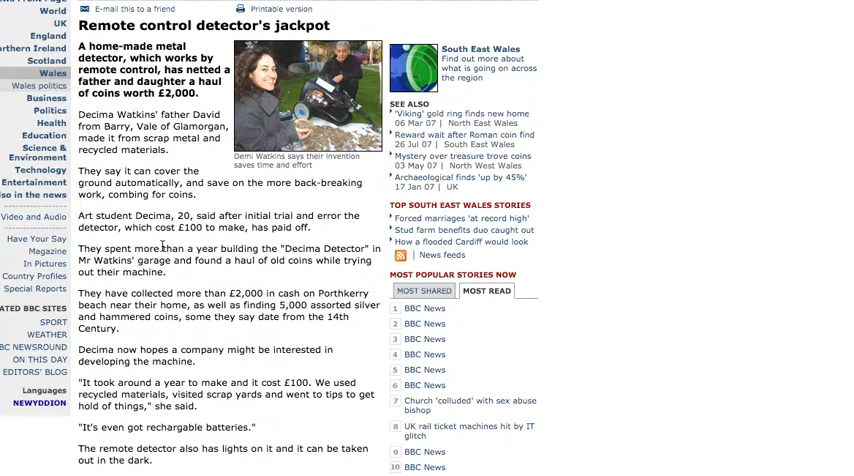 News Front Page
World
UK
England
Northern Ireland
Scotland
Wales
Wales politics
Business
Politics
Health
Education
Science &
Environment
Technology
Entertainment
Also in the news
Video and Audio
Have Your Say
Magazine
In Pictures
Country Profiles
Special Reports
RELATED BBC SITES
SPORT
WEATHER
BBC NEWSROUND
ON THIS DAY
EDITORS' BLOG
Languages
NEWYDDION
E-mail this to a friend
Printable version
Remote control detector's jackpot
A home-made metal
detector, which works by
remote control, has netted a
father and daughter a haul
of coins worth £2,000.
Decima Watkins' father David
from Barry, Vale of Glamorgan,
made it from scrap metal and
recycled materials.
They say it can cover the
ground automatically, and save on the more back-breaking
work, combing for coins.
Art student Decima, 20, said after initial trial and error the
detector, which cost £100 to make, has paid off.
They spent more than a year building the "Decima Detector" in
Mr Watkins' garage and found a haul of old coins while trying
out their machine.
They have collected more than £2,000 in cash on Porthkerry
beach near their home, as well as finding 5,000 assorted silver
and hammered coins, some they say date from the 14th
Century.
Decima now hopes a company might be interested in
developing the machine.
"It took around a year to make and it cost £100. We used
recycled materials, visited scrap yards and went to tips to get
hold of things," she said.
"It's even got rechargable batteries."
The remote detector also has lights on it and it can be taken
out in the dark.
Demi Watkins says their invention
saves time and effort
South East Wales
Find out more about
what is going on across
the region
SEE ALSO
'Viking' gold ring finds new home
06 Mar 07 | North East Wales
Reward wait after Roman coin find
26 Jul 07 | South East Wales
Mystery over treasure trove coins
03 May 07 | North West Wales
Archaeological finds 'up by 45%'
17 Jan 07 | UK
TOP SOUTH EAST WALES STORIES
Forced marriages 'at record high'
Stud farm benefits duo caught out
How a flooded Cardiff would look
News feeds
MOST POPULAR STORIES NOW
MOST SHARED MOST READ
1 BBC News
2 BBC News
3 BBC News
4 BBC News
5 BBC News
6 BBC News
7 Church 'colluded' with sex abuse
bishop
8 UK rail ticket machines hit by IT
glitch
9 BBC News
10 BBC News